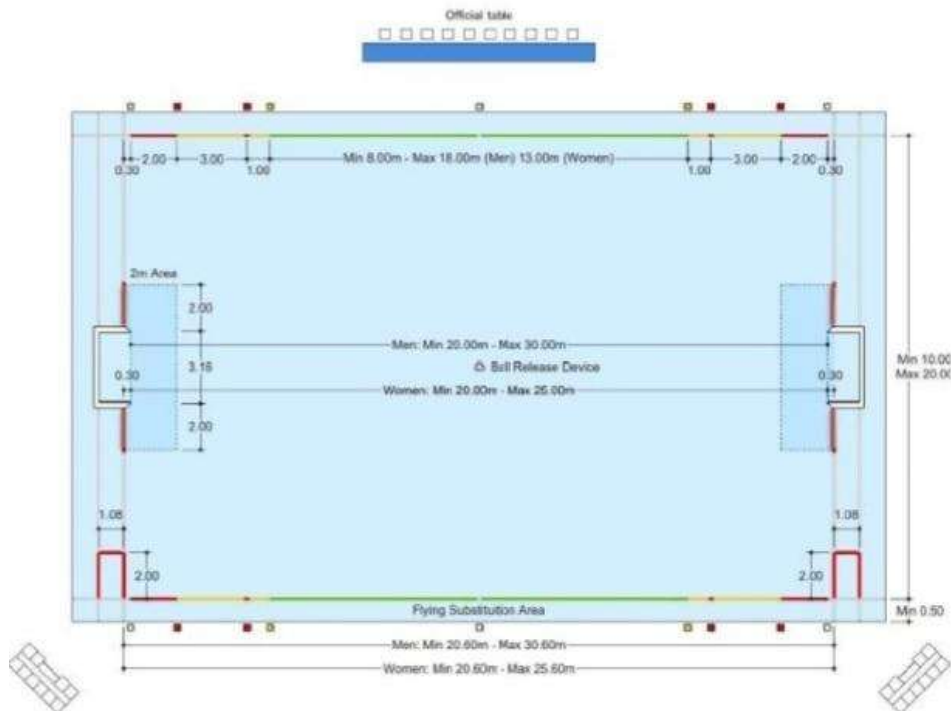 Official table
2.00 3.00 Min 8.00m - Max 18.00m (Men) 13.00m (Women) 3.00 2.00
0.30 1.00 1.00 0.30
2m Area
2.00
Men: Min 20.00m - Max 30.00m
3.16
Min 10.00
Ball Release Device
Max 20.00
0.30 0.30
Women: Min 20.00m - Max 25.00m
2.00
1.08 1.08
2.00 2.00
Flying Substitution Area
Min 0.50
Men: Min 20.60m - Max 30.60m
Women: Min 20.60m - Max 25.60m